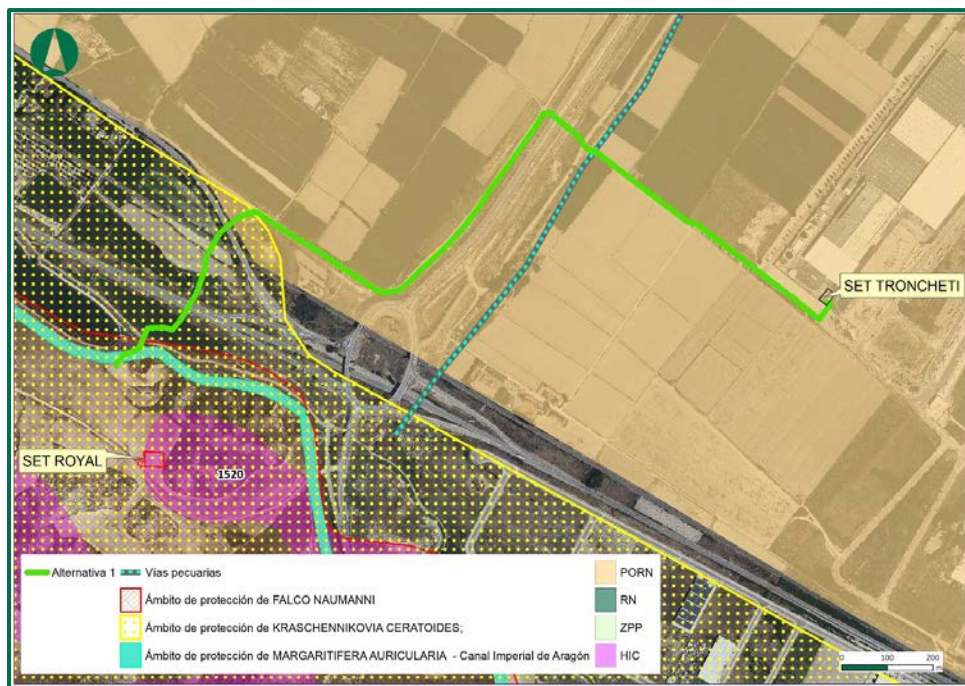 SET TRONCHETI
SET ROYAL
1520
Alternativa 1
Vías pecuarias
Ámbito de protección de FALCO NAUMANNI
Ámbito de protección de KRASCHENNIKOVIA CERATOIDES;
Ámbito de protección de MARGARITIFERA AURICULARIA - Canal Imperial de Aragón
PORN
RN
ZPP
HIC
0 100 200
m